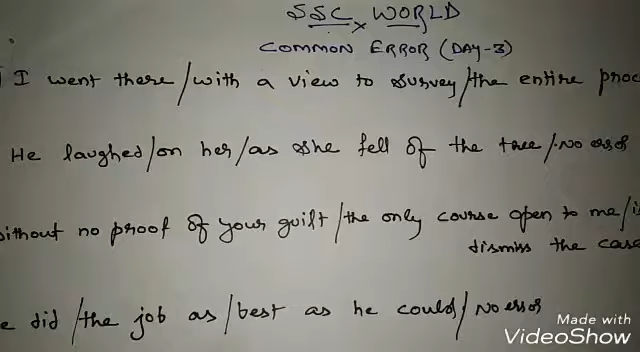 SSC WORLD
COMMON ERROR (DAY-3)
I went there/with a view to survey/the entire proc
He laughed/on her/as she fell of the tree/.No error
ithout no proof of your guilt/the only course open to me/i
dismiss the case
e did/the job as/best as he could/No error
Made with
VideoShow